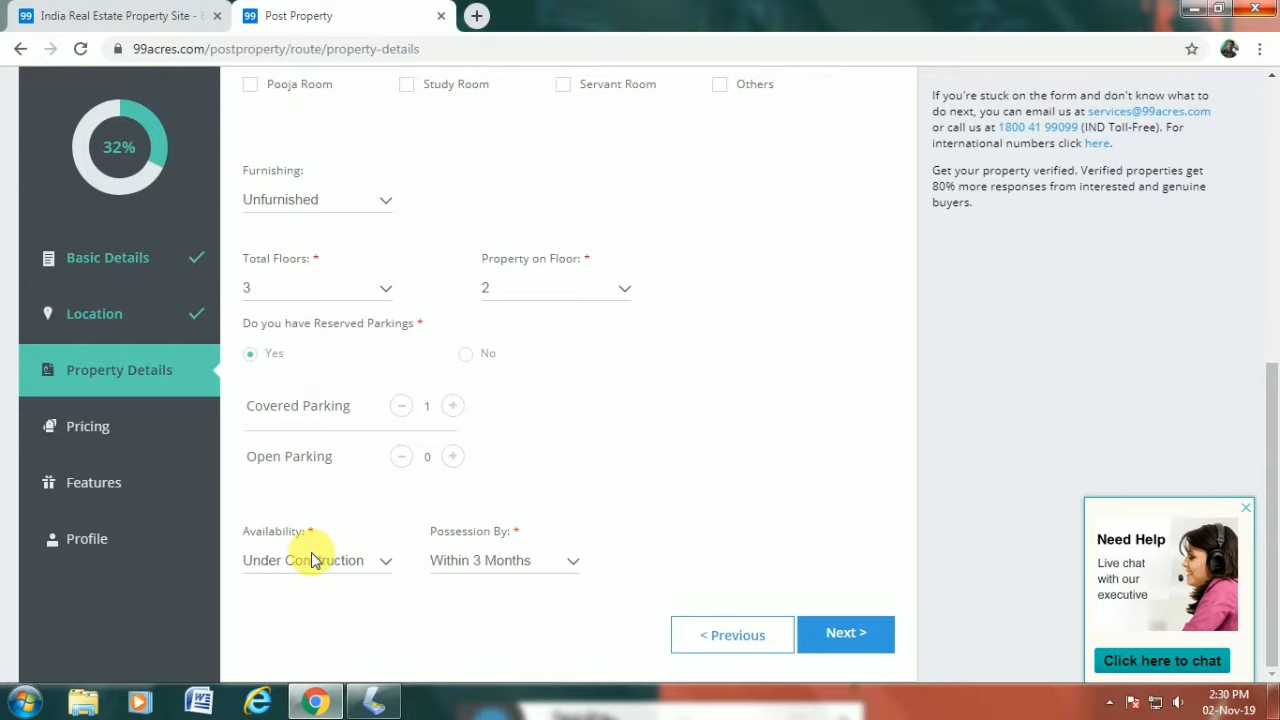 India Real Estate Property Site -
Post Property
99acres.com/postproperty/route/property-details
Pooja Room
Study Room
Servant Room
Others
If you're stuck on the form and don't know what to
do next, you can email us at services@99acres.com
or call us at 1800 41 99099 (IND Toll-Free). For
international numbers click here.
Get your property verified. Verified properties get
80% more responses from interested and genuine
buyers.
32%
Basic Details
Location
Property Details
Pricing
Features
Profile
Furnishing:
Unfurnished
Total Floors: *
Property on Floor: *
3
2
Do you have Reserved Parkings *
Yes
No
Covered Parking
− 1 +
Open Parking
− 0 +
Availability: *
Possession By: *
Under Construction
Within 3 Months
< Previous
Next >
Need Help
Live chat
with our
executive
Click here to chat
2:30 PM
02-Nov-19